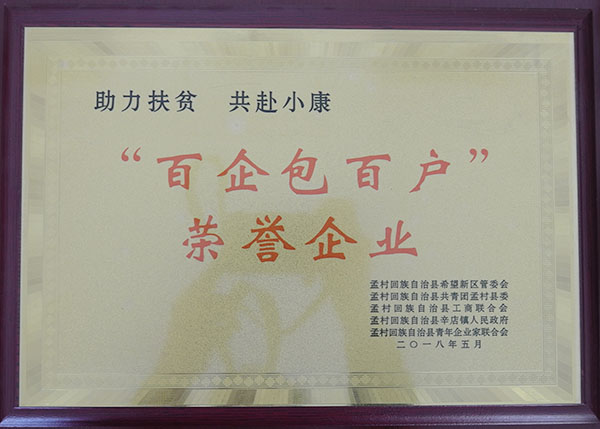 助力扶贫 共赴小康
“百企包百户”
荣誉企业
孟村回族自治县希望新区管委会
孟村回族自治县共青团孟村县委
孟村回族自治县工商联合会
孟村回族自治县辛店镇人民政府
孟村回族自治县青年企业家联合会
二〇一八年五月